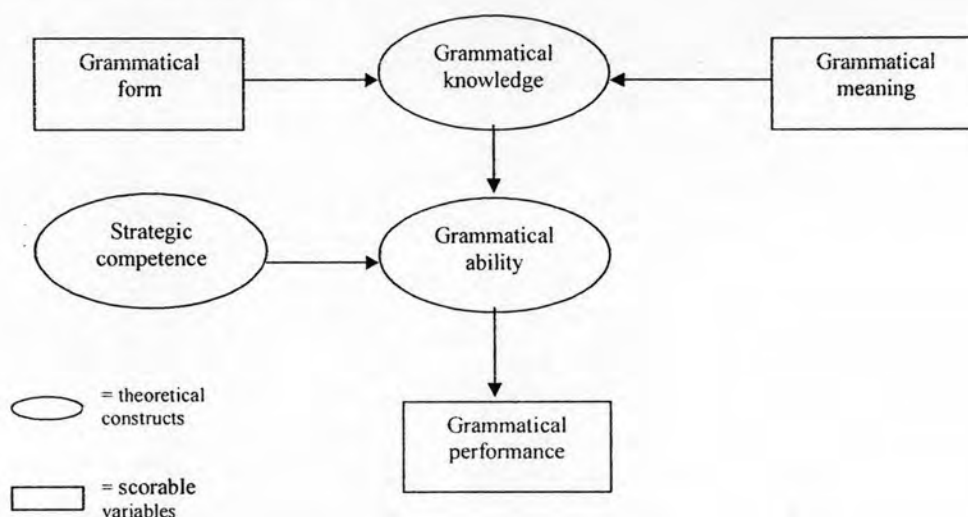 Grammatical
form
Grammatical
knowledge
Grammatical
meaning
Strategic
competence
Grammatical
ability
= theoretical
constructs
Grammatical
performance
= scorable
variables